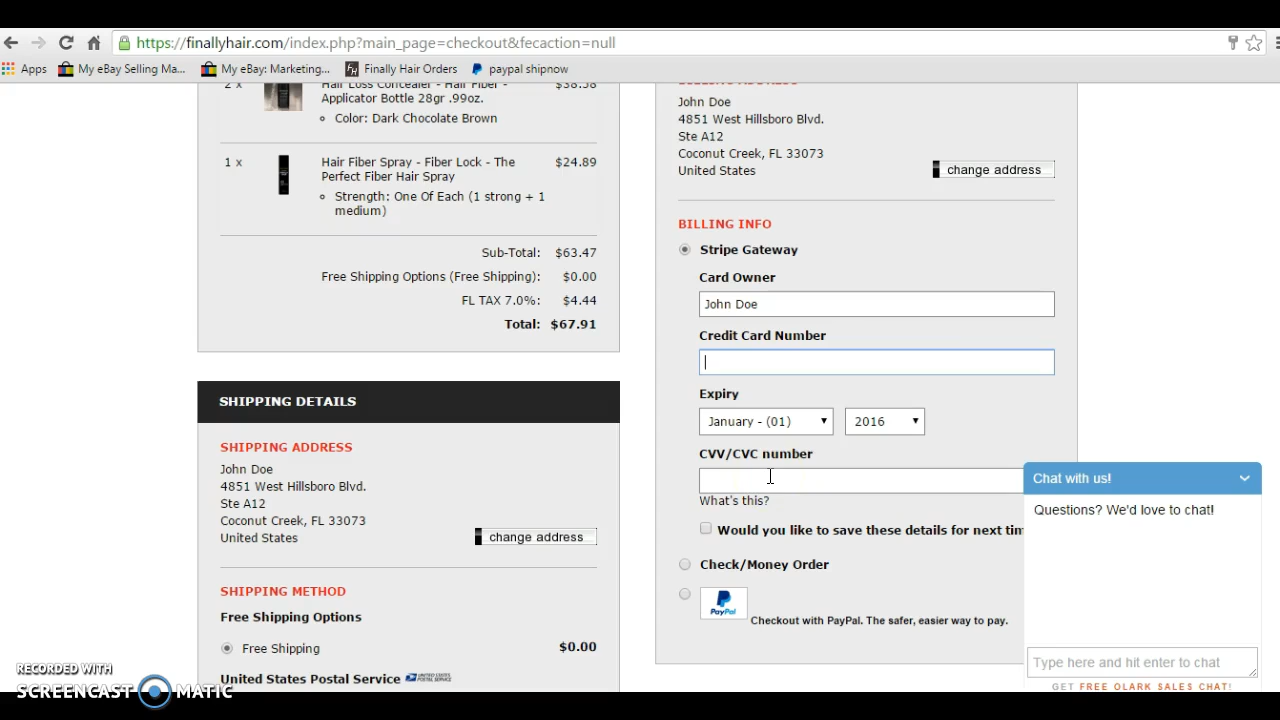 https://finallyhair.com/index.php?main_page=checkout&fecaction=null
Apps My eBay Selling Ma... My eBay: Marketing... FH Finally Hair Orders paypal shipnow
2 x Hair Loss Concealer - Hair Fiber - $38.58
Applicator Bottle 28gr .99oz.
Color: Dark Chocolate Brown
1 x Hair Fiber Spray - Fiber Lock - The $24.89
Perfect Fiber Hair Spray
Strength: One Of Each (1 strong + 1
medium)
Sub-Total: $63.47
Free Shipping Options (Free Shipping): $0.00
FL TAX 7.0%: $4.44
Total: $67.91
SHIPPING DETAILS
SHIPPING ADDRESS
John Doe
4851 West Hillsboro Blvd.
Ste A12
Coconut Creek, FL 33073
United States
change address
SHIPPING METHOD
Free Shipping Options
Free Shipping $0.00
United States Postal Service
BILLING ADDRESS
John Doe
4851 West Hillsboro Blvd.
Ste A12
Coconut Creek, FL 33073
United States
change address
BILLING INFO
Stripe Gateway
Card Owner
John Doe
Credit Card Number
Expiry
January - (01) 2016
CVV/CVC number
What's this?
Would you like to save these details for next tim
Check/Money Order
PayPal Checkout with PayPal. The safer, easier way to pay.
Chat with us!
Questions? We'd love to chat!
Type here and hit enter to chat
GET FREE OLARK SALES CHAT!
RECORDED WITH
SCREENCAST MATIC